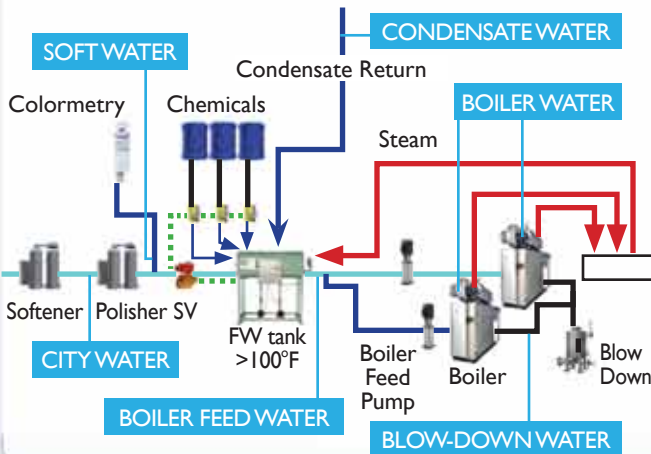 CONDENSATE WATER
SOFT WATER
Condensate Return
Colormetry
Chemicals
BOILER WATER
Steam
Softener
Polisher SV
FW tank
>100°F
Boiler
Feed
Pump
Boiler
Blow
Down
CITY WATER
BOILER FEED WATER
BLOW-DOWN WATER